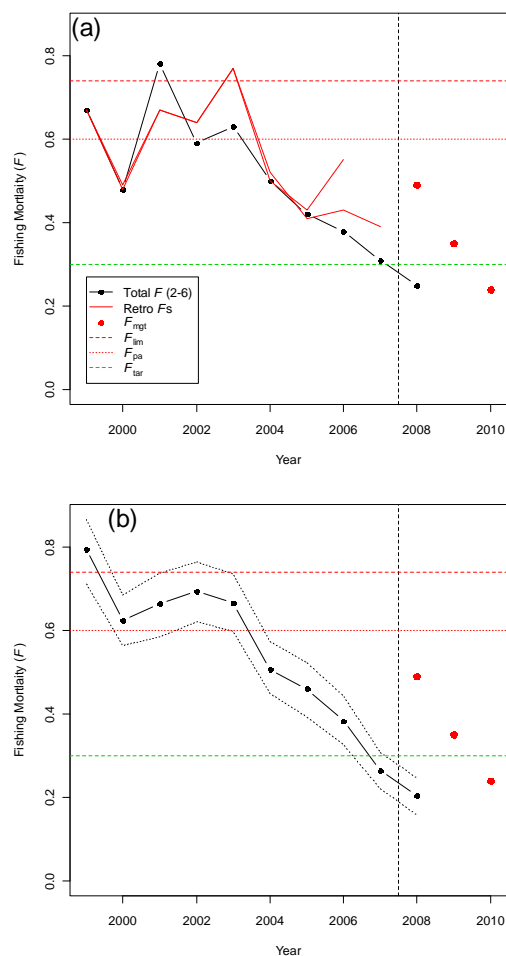 (a)
Fishing Mortlaity (F)
0.8
0.6
0.4
0.2
0.0
Total F (2-6)
Retro Fs
Fmgt
Flim
Fpa
Ftar
2000 2002 2004 2006 2008 2010
Year
(b)
Fishing Mortlaity (F)
0.8
0.6
0.4
0.2
0.0
2000 2002 2004 2006 2008 2010
Year